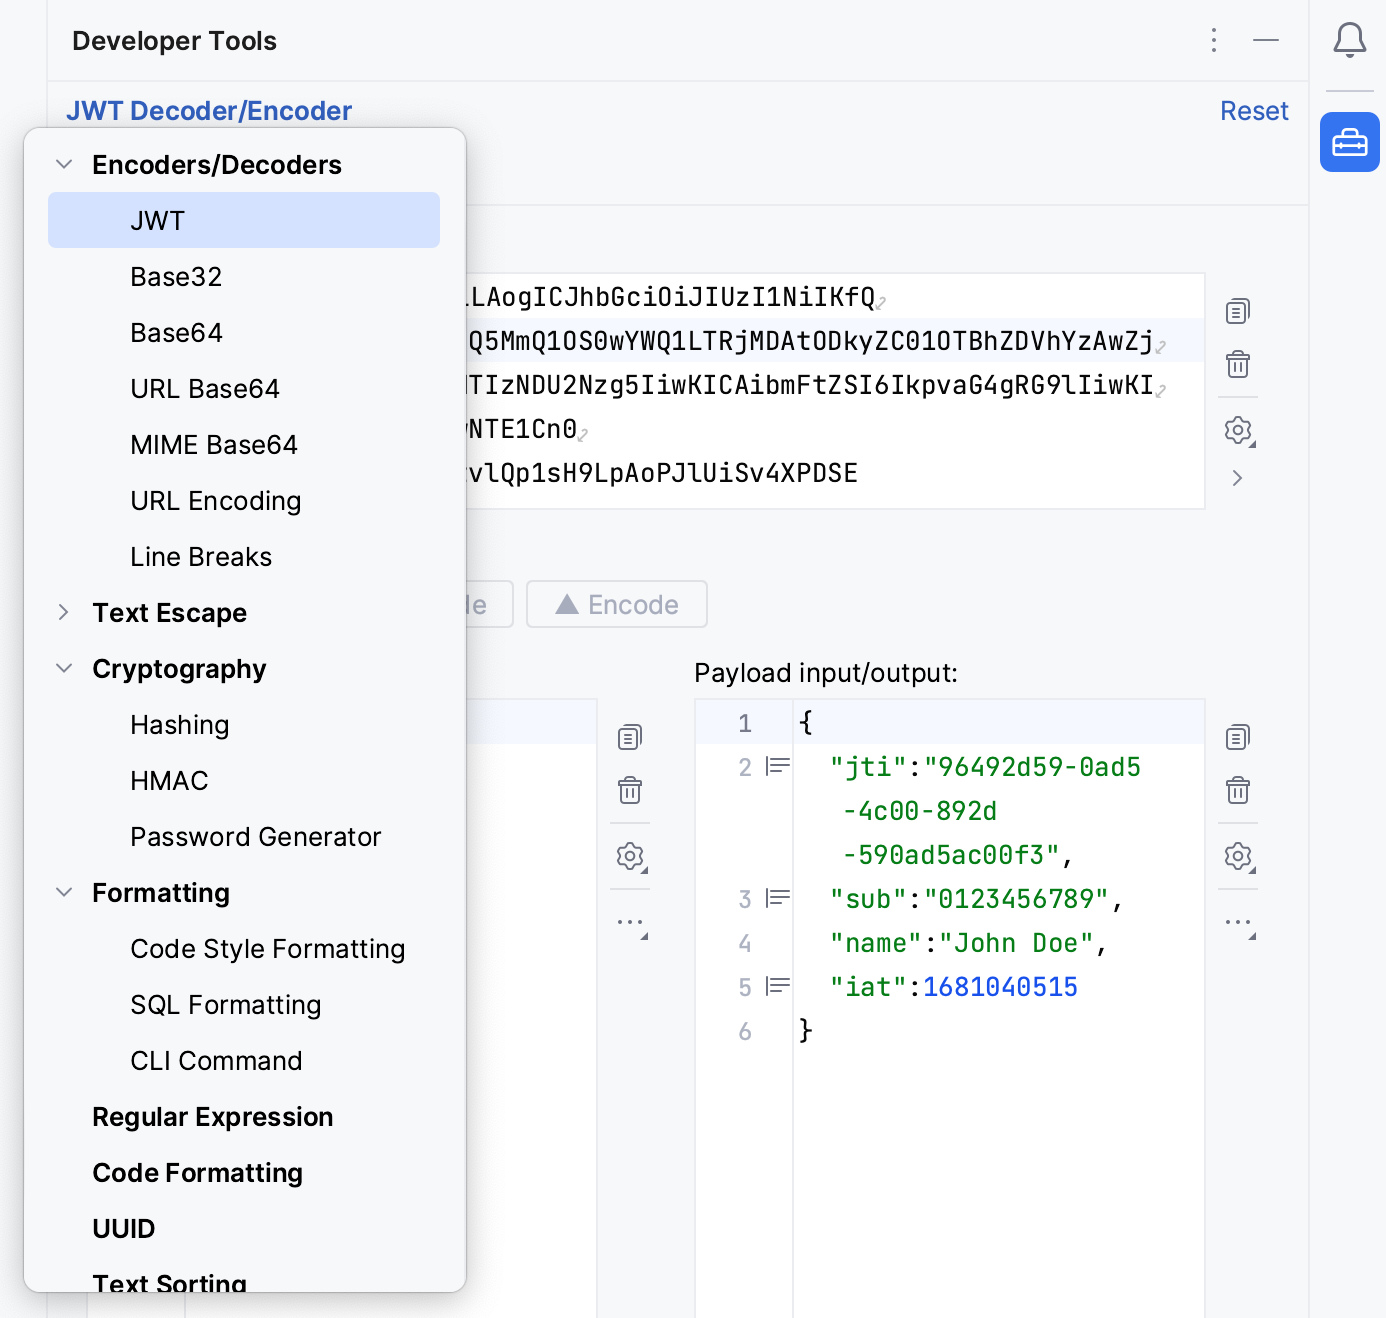 Developer Tools
JWT Decoder/Encoder
Reset
Encoders/Decoders
JWT
Base32
Base64
URL Base64
MIME Base64
URL Encoding
Line Breaks
Text Escape
Cryptography
Hashing
HMAC
Password Generator
Formatting
Code Style Formatting
SQL Formatting
CLI Command
Regular Expression
Code Formatting
UUID
Text Sorting
LAogICJhbGciOiJIUzI1NiIKfQ
Q5MmQ1OS0wYWQ1LTRjMDAtODkyZC01OTBhZDVhYzAwZj
TIzNDU2Nzg5IiwKICAibmFtZSI6IkpvaG4gRG9lIiwKI
NTE1Cn0
vlQp1sH9LpAoPJlUiSv4XPDSE
Encode
Payload input/output:
1 {
2 "jti":"96492d59-0ad5
-4c00-892d
-590ad5ac00f3",
3 "sub":"0123456789",
4 "name":"John Doe",
5 "iat":1681040515
6 }